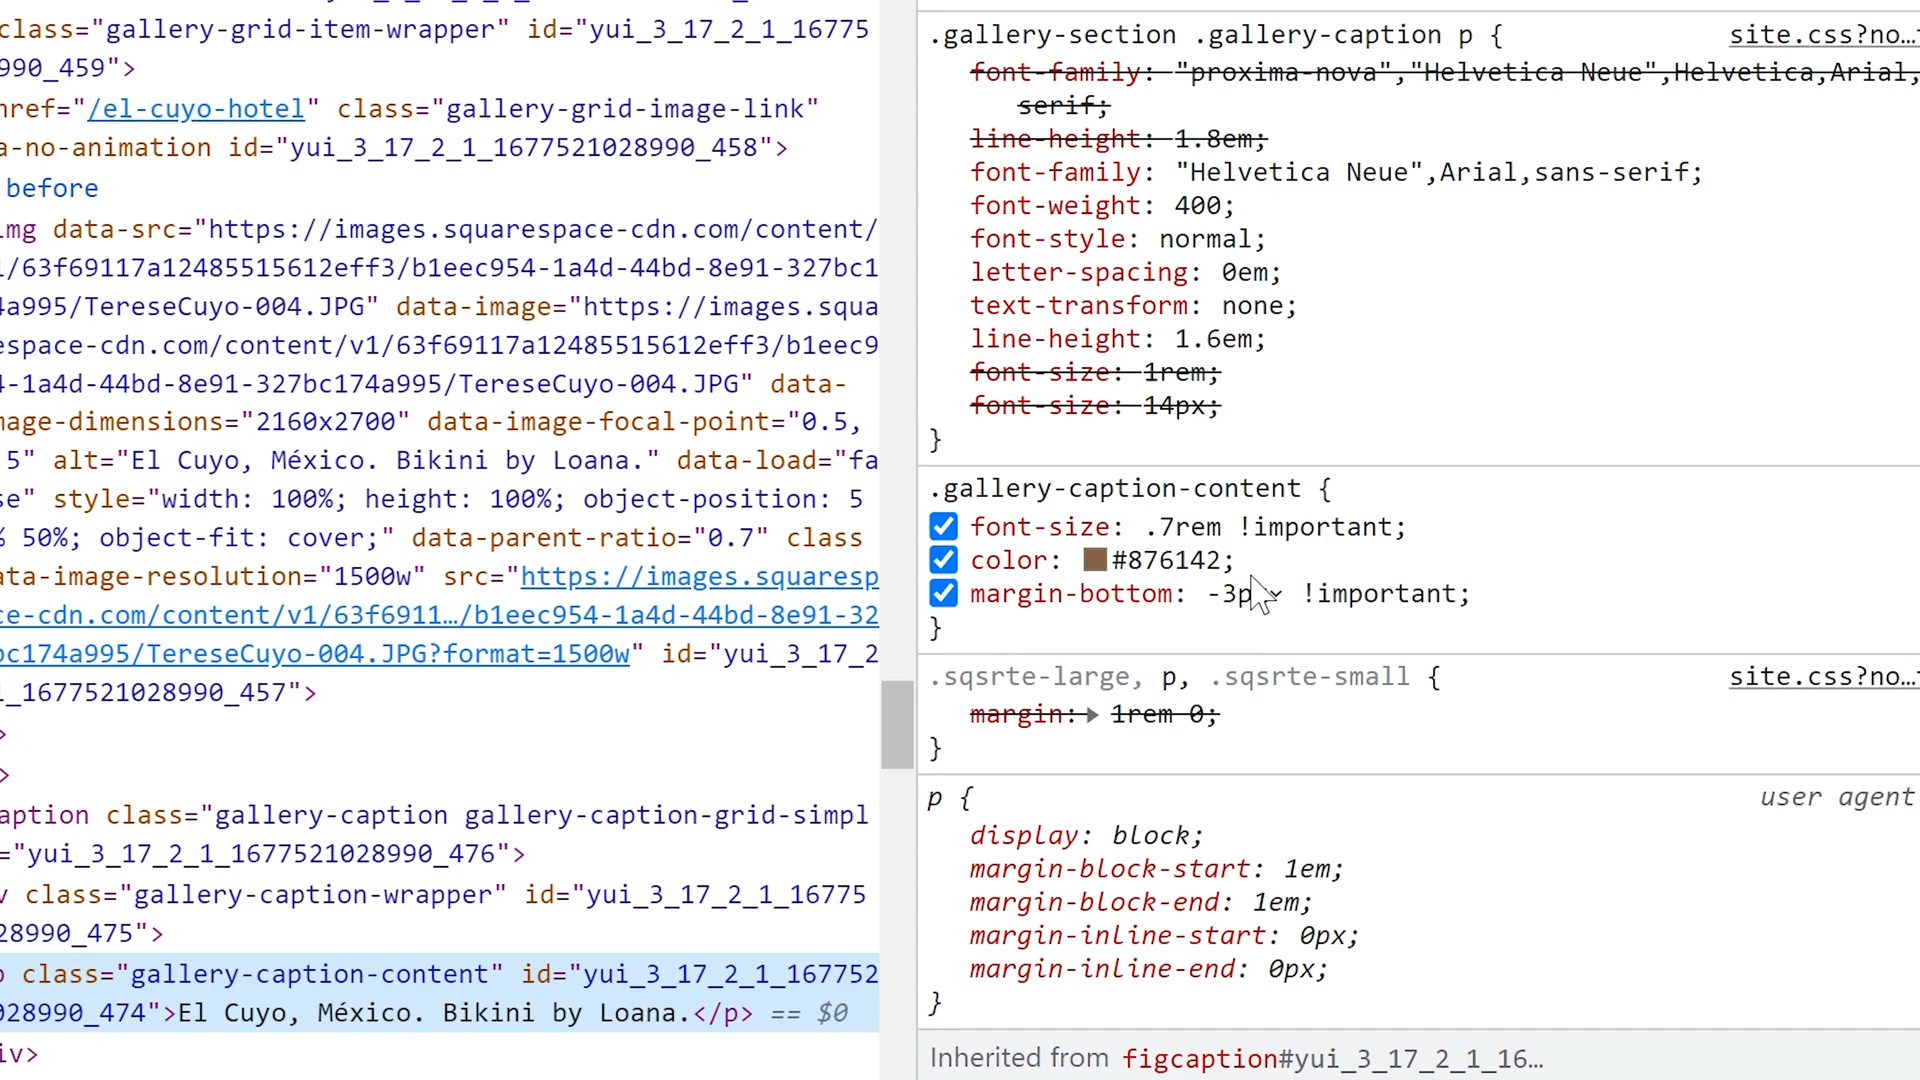 class="gallery-grid-item-wrapper" id="yui_3_17_2_1_16775
990_459">
href="/el-cuyo-hotel" class="gallery-grid-image-link"
a-no-animation id="yui_3_17_2_1_1677521028990_458">
before
img data-src="https://images.squarespace-cdn.com/content/
1/63f69117a12485515612eff3/b1eec954-1a4d-44bd-8e91-327bc1
4a995/TereseCuyo-004.JPG" data-image="https://images.squa
espace-cdn.com/content/v1/63f69117a12485515612eff3/b1eec9
4-1a4d-44bd-8e91-327bc174a995/TereseCuyo-004.JPG" data-
mage-dimensions="2160x2700" data-image-focal-point="0.5,
.5" alt="El Cuyo, México. Bikini by Loana." data-load="fa
se" style="width: 100%; height: 100%; object-position: 5
% 50%; object-fit: cover;" data-parent-ratio="0.7" class
ata-image-resolution="1500w" src="https://images.squaresp
ce-cdn.com/content/v1/63f6911…/b1eec954-1a4d-44bd-8e91-32
bc174a995/TereseCuyo-004.JPG?format=1500w" id="yui_3_17_2
_1_1677521028990_457">
>
>
aption class="gallery-caption gallery-caption-grid-simpl
="yui_3_17_2_1_1677521028990_476">
v class="gallery-caption-wrapper" id="yui_3_17_2_1_16775
28990_475">
p class="gallery-caption-content" id="yui_3_17_2_1_167752
028990_474">El Cuyo, México. Bikini by Loana.</p> == $0
iv>
.gallery-section .gallery-caption p { site.css?no…
font-family: "proxima-nova","Helvetica Neue",Helvetica,Arial,
serif;
line-height: 1.8em;
font-family: "Helvetica Neue",Arial,sans-serif;
font-weight: 400;
font-style: normal;
letter-spacing: 0em;
text-transform: none;
line-height: 1.6em;
font-size: 1rem;
font-size: 14px;
}
.gallery-caption-content {
font-size: .7rem !important;
color: #876142;
margin-bottom: -3p !important;
}
.sqsrte-large, p, .sqsrte-small { site.css?no…
margin: 1rem 0;
}
p { user agent
display: block;
margin-block-start: 1em;
margin-block-end: 1em;
margin-inline-start: 0px;
margin-inline-end: 0px;
}
Inherited from figcaption#yui_3_17_2_1_16…